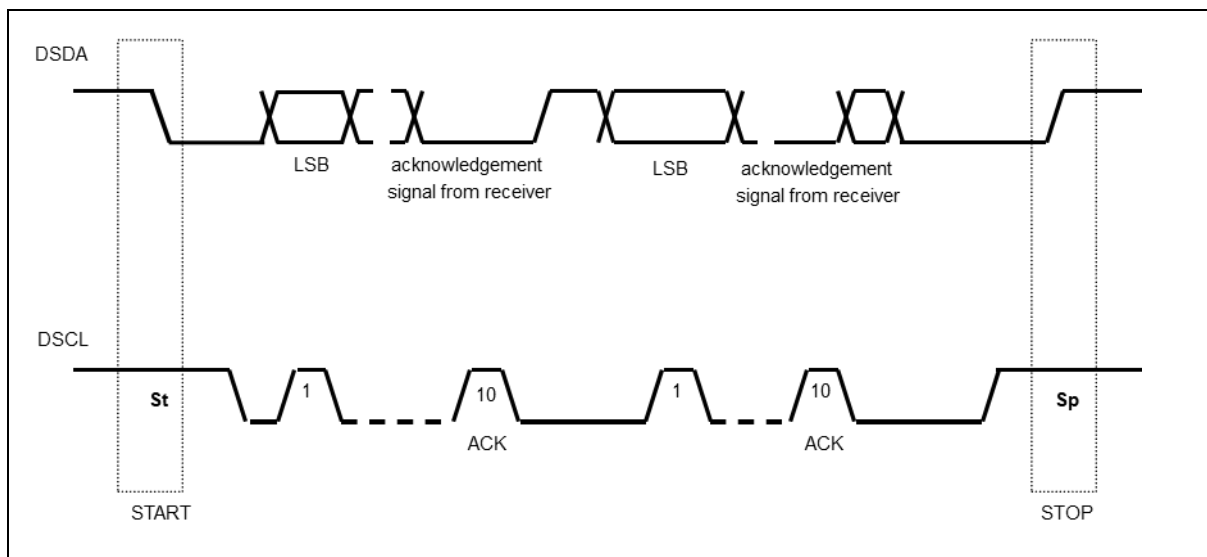 DSDA
LSB
acknowledgement
signal from receiver
LSB
acknowledgement
signal from receiver
DSCL
St
1
10
1
10
Sp
ACK
ACK
START
STOP